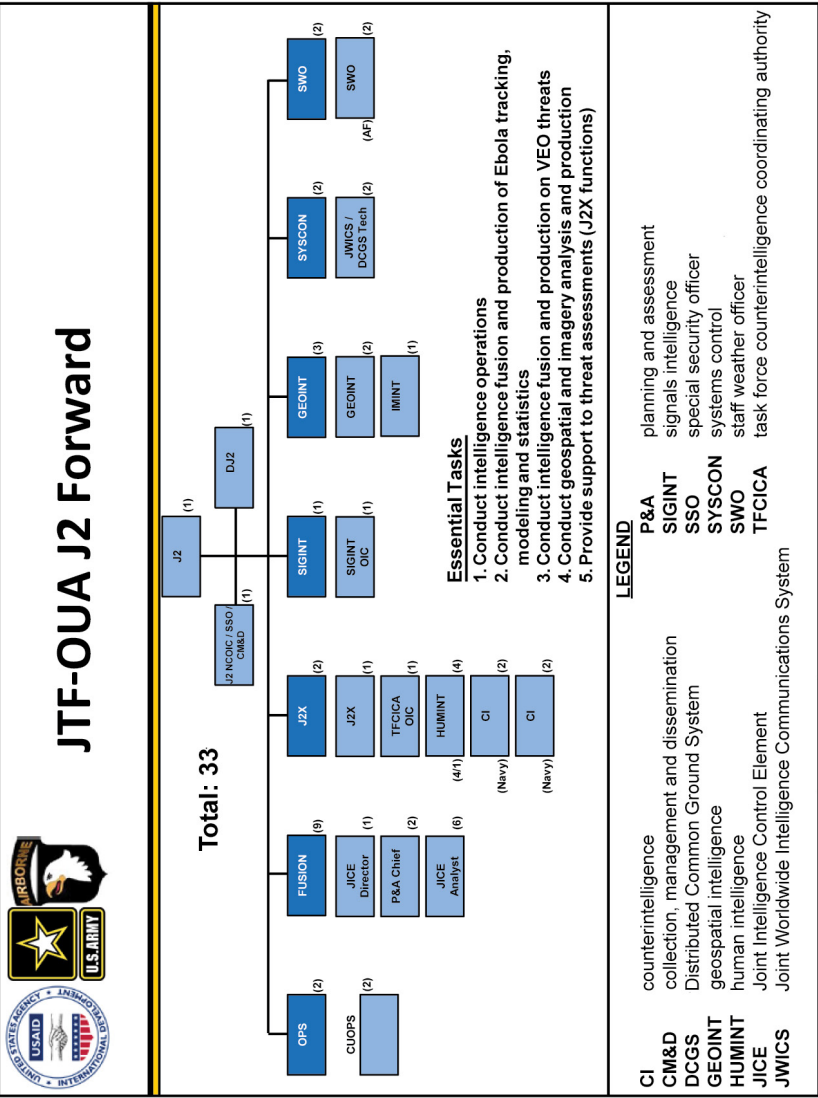 JTF-OUA J2 Forward
UNITED STATES AGENCY
USAID
INTERNATIONAL DEVELOPMENT
U.S.ARMY
AIRBORNE
Total: 33
J2
(1)
J2 NCOIC / SSO /
CM&D
(1)
DJ2
(1)
OPS
(2)
CUOPS
(2)
FUSION
(9)
JICE
Director
(1)
P&A Chief
(2)
JICE
Analyst
(6)
J2X
(2)
J2X
(1)
TFCICA
OIC
(1)
HUMINT
(4)
(4/1)
CI
(2)
(Navy)
CI
(2)
(Navy)
SIGINT
(1)
SIGINT
OIC
(1)
GEOINT
(3)
GEOINT
(2)
IMINT
(1)
SYSCON
(2)
JWICS /
DCGS Tech
(2)
SWO
(2)
SWO
(2)
(AF)
Essential Tasks
1. Conduct intelligence operations
2. Conduct intelligence fusion and production of Ebola tracking,
modeling and statistics
3. Conduct intelligence fusion and production on VEO threats
4. Conduct geospatial and imagery analysis and production
5. Provide support to threat assessments (J2X functions)
LEGEND
CI counterintelligence
CM&D collection, management and dissemination
DCGS Distributed Common Ground System
GEOINT geospatial intelligence
HUMINT human intelligence
JICE Joint Intelligence Control Element
JWICS Joint Worldwide Intelligence Communications System
P&A planning and assessment
SIGINT signals intelligence
SSO special security officer
SYSCON systems control
SWO staff weather officer
TFCICA task force counterintelligence coordinating authority